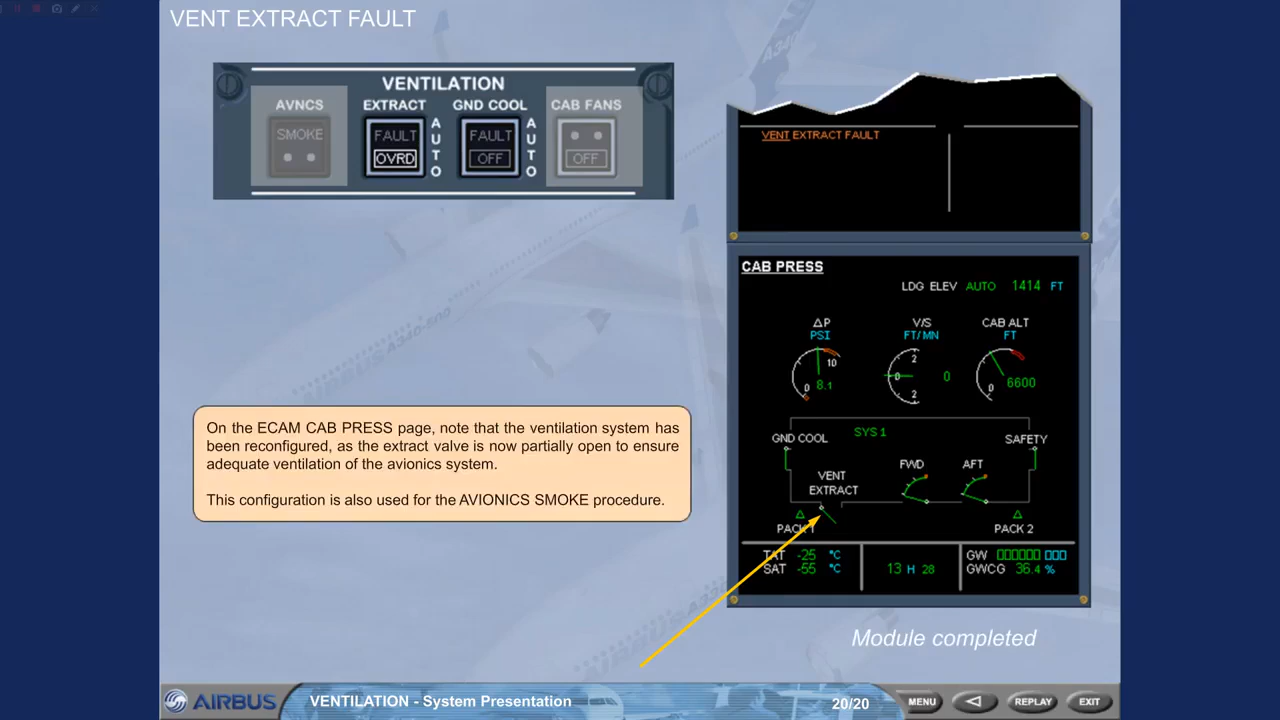 VENT EXTRACT FAULT
VENTILATION
AVNCS EXTRACT GND COOL CAB FANS
SMOKE FAULT AUTO FAULT AUTO
OVRD OFF OFF
VENT EXTRACT FAULT
CAB PRESS
LDG ELEV AUTO 1414 FT
ΔP V/S CAB ALT
PSI FT/MN FT
10 2
8.1 0 0 6600
0 2 0
SYS 1
GND COOL SAFETY
FWD AFT
VENT
EXTRACT
PACK 1 PACK 2
TAT -25 °C GW
SAT -55 °C 13 H 28 GWCG 36.4 %
On the ECAM CAB PRESS page, note that the ventilation system has
been reconfigured, as the extract valve is now partially open to ensure
adequate ventilation of the avionics system.
This configuration is also used for the AVIONICS SMOKE procedure.
Module completed
AIRBUS VENTILATION - System Presentation 20/20 MENU REPLAY EXIT